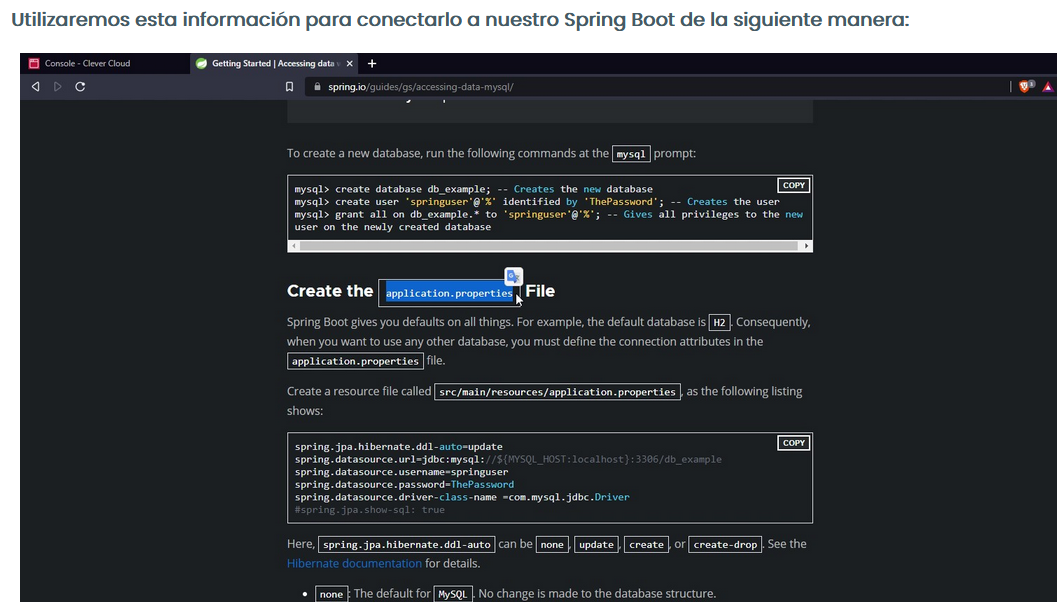 Utilizaremos esta información para conectarlo a nuestro Spring Boot de la siguiente manera:
Console - Clever Cloud
Getting Started | Accessing data
spring.io/guides/gs/accessing-data-mysql/
To create a new database, run the following commands at the mysql prompt:
COPY
mysql> create database db_example; -- Creates the new database
mysql> create user 'springuser'@'%' identified by 'ThePassword'; -- Creates the user
mysql> grant all on db_example.* to 'springuser'@'%'; -- Gives all privileges to the new
user on the newly created database
Create the application.properties File
Spring Boot gives you defaults on all things. For example, the default database is H2. Consequently,
when you want to use any other database, you must define the connection attributes in the
application.properties file.
Create a resource file called src/main/resources/application.properties, as the following listing
shows:
COPY
spring.jpa.hibernate.ddl-auto=update
spring.datasource.url=jdbc:mysql://${MYSQL_HOST:localhost}:3306/db_example
spring.datasource.username=springuser
spring.datasource.password=ThePassword
spring.datasource.driver-class-name =com.mysql.jdbc.Driver
#spring.jpa.show-sql: true
Here, spring.jpa.hibernate.ddl-auto can be none, update, create, or create-drop. See the
Hibernate documentation for details.
• none: The default for MySQL. No change is made to the database structure.